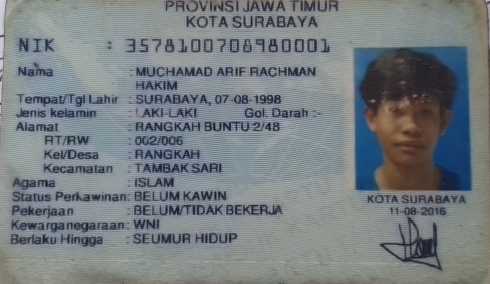 PROVINSI JAWA TIMUR
KOTA SURABAYA
NIK : 3578100708980001
Nama : MUCHAMAD ARIF RACHMAN
HAKIM
Tempat/Tgl Lahir : SURABAYA, 07-08-1998
Jenis kelamin : LAKI-LAKI Gol. Darah :-
Alamat : RANGKAH BUNTU 2/48
RT/RW : 002/006
Kel/Desa : RANGKAH
Kecamatan : TAMBAK SARI
Agama : ISLAM
Status Perkawinan: BELUM KAWIN
Pekerjaan : BELUM/TIDAK BEKERJA
Kewarganegaraan: WNI
Berlaku Hingga : SEUMUR HIDUP
KOTA SURABAYA
11-08-2016